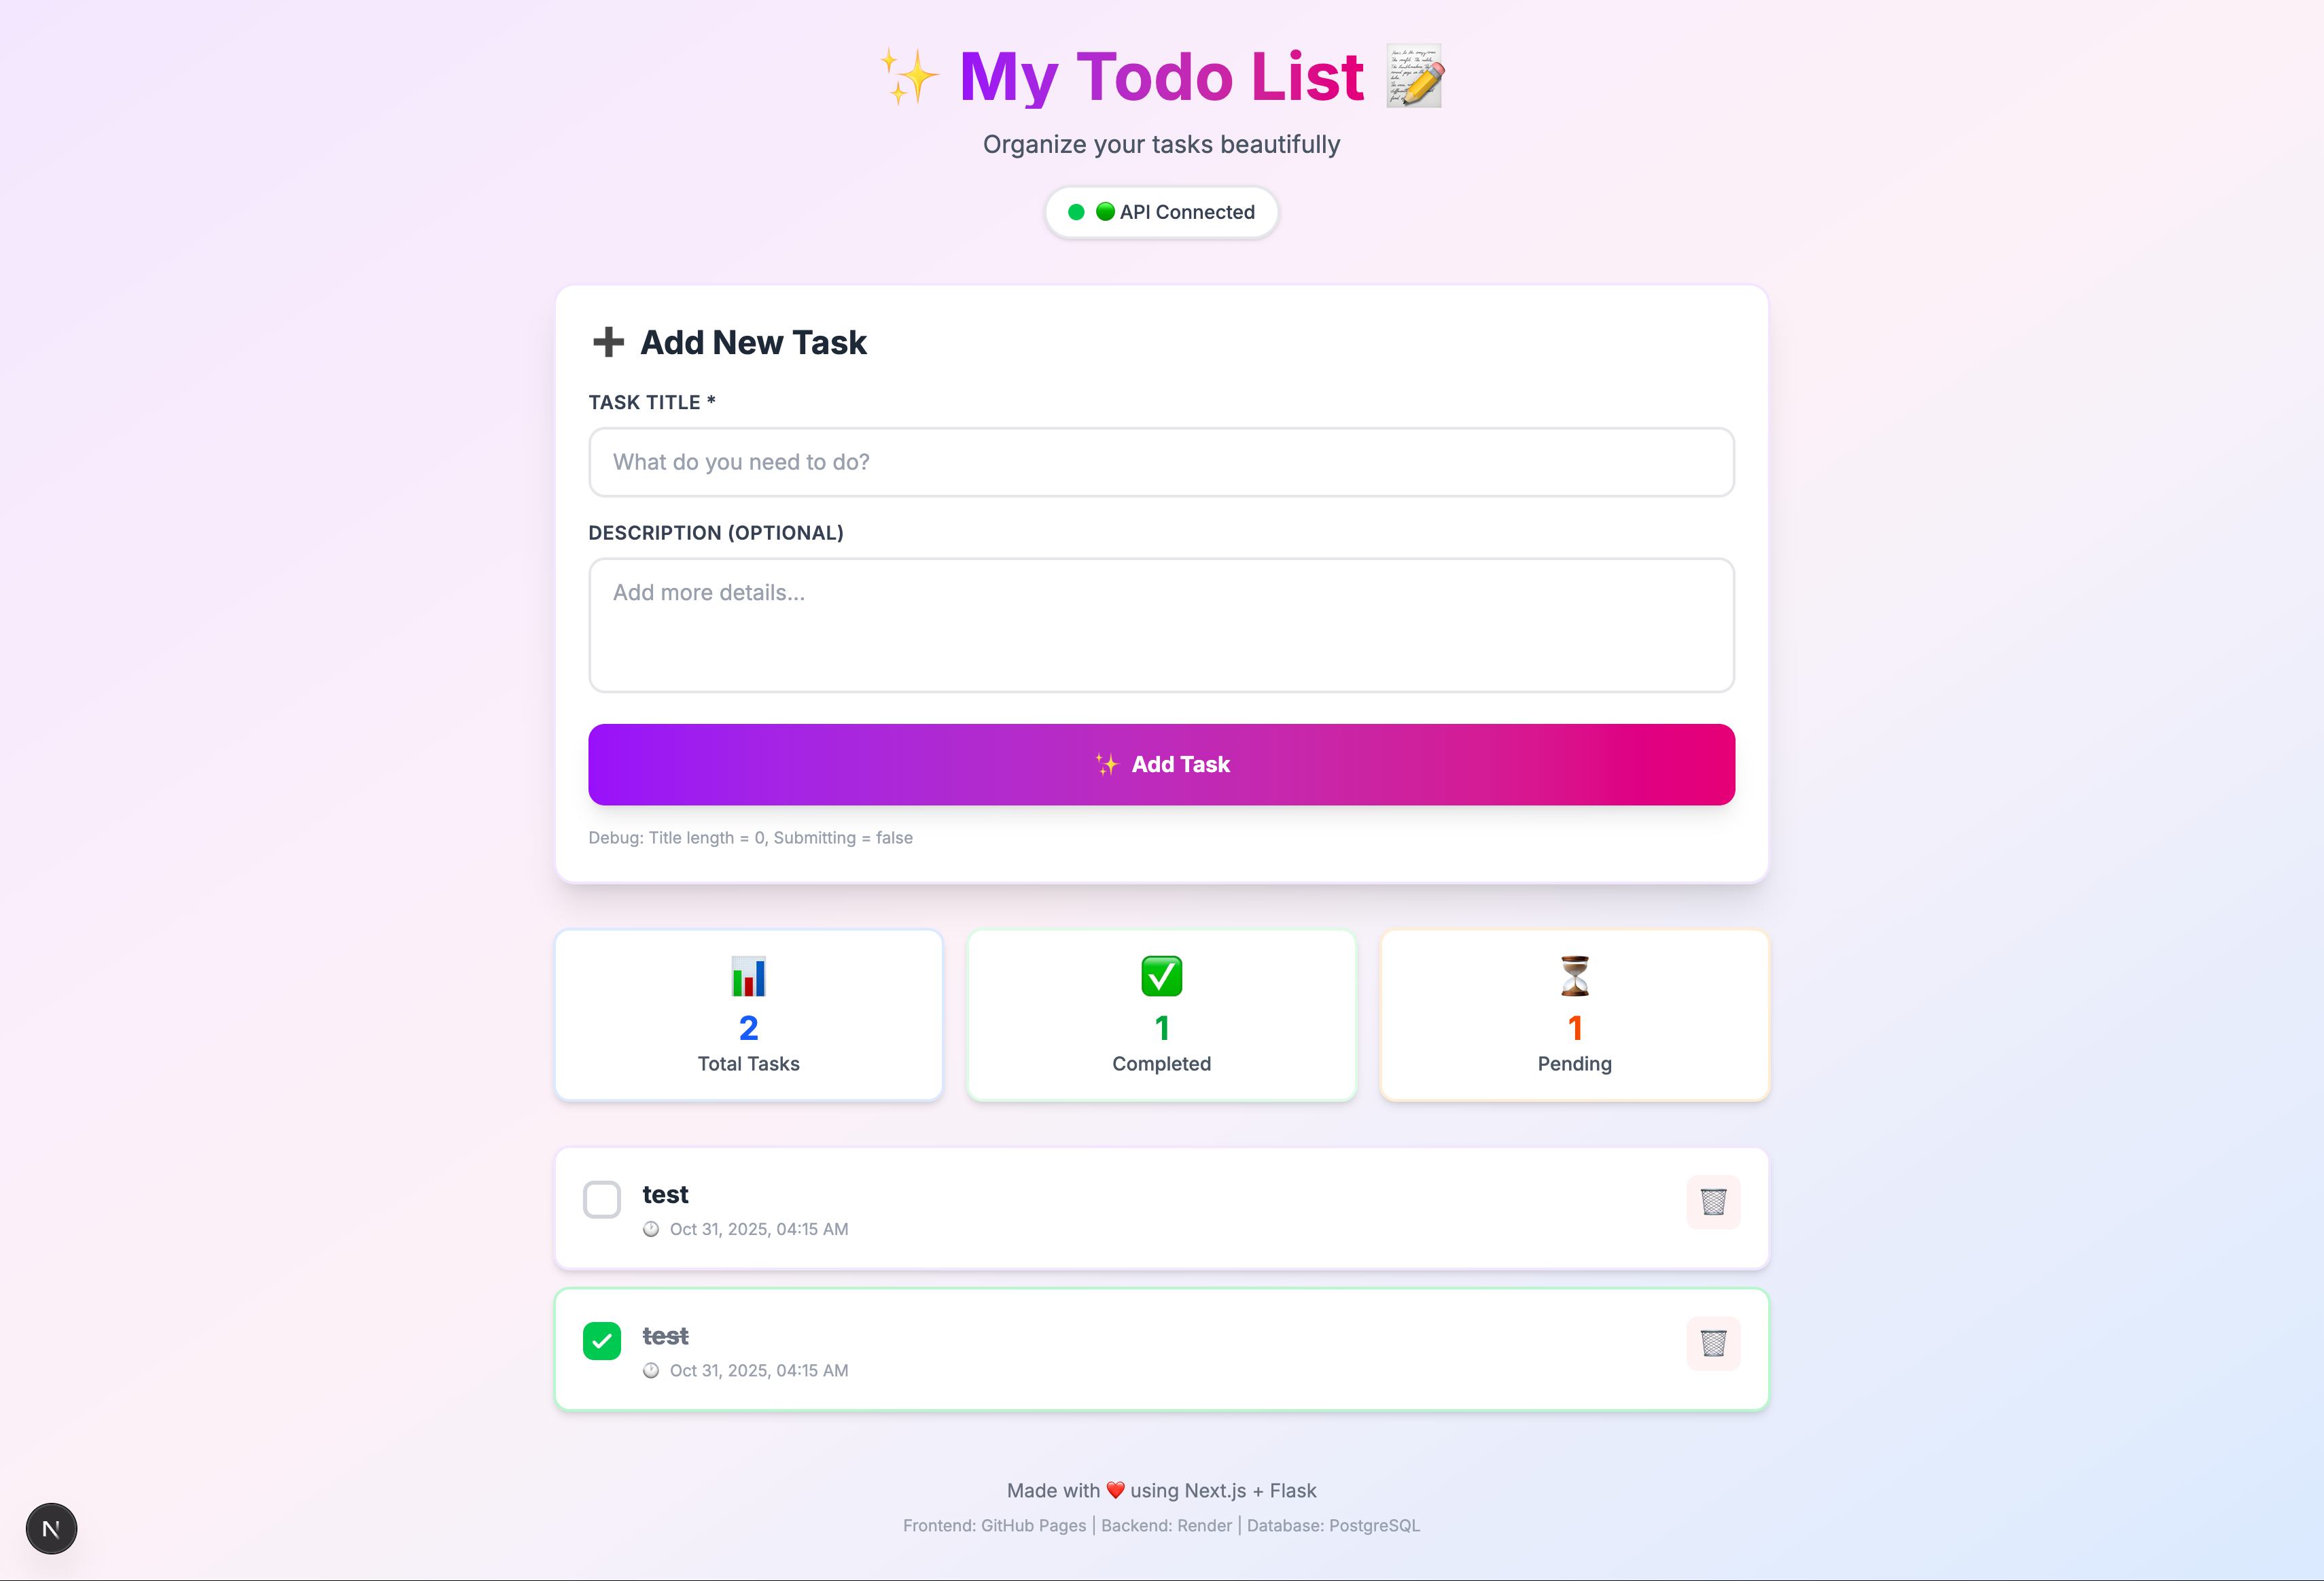 ✨ My Todo List 📝
Organize your tasks beautifully
🟢 API Connected
➕ Add New Task
TASK TITLE *
What do you need to do?
DESCRIPTION (OPTIONAL)
Add more details...
✨ Add Task
Debug: Title length = 0, Submitting = false
2
Total Tasks
1
Completed
1
Pending
test
Oct 31, 2025, 04:15 AM
test
Oct 31, 2025, 04:15 AM
Made with ❤️ using Next.js + Flask
Frontend: GitHub Pages | Backend: Render | Database: PostgreSQL
N